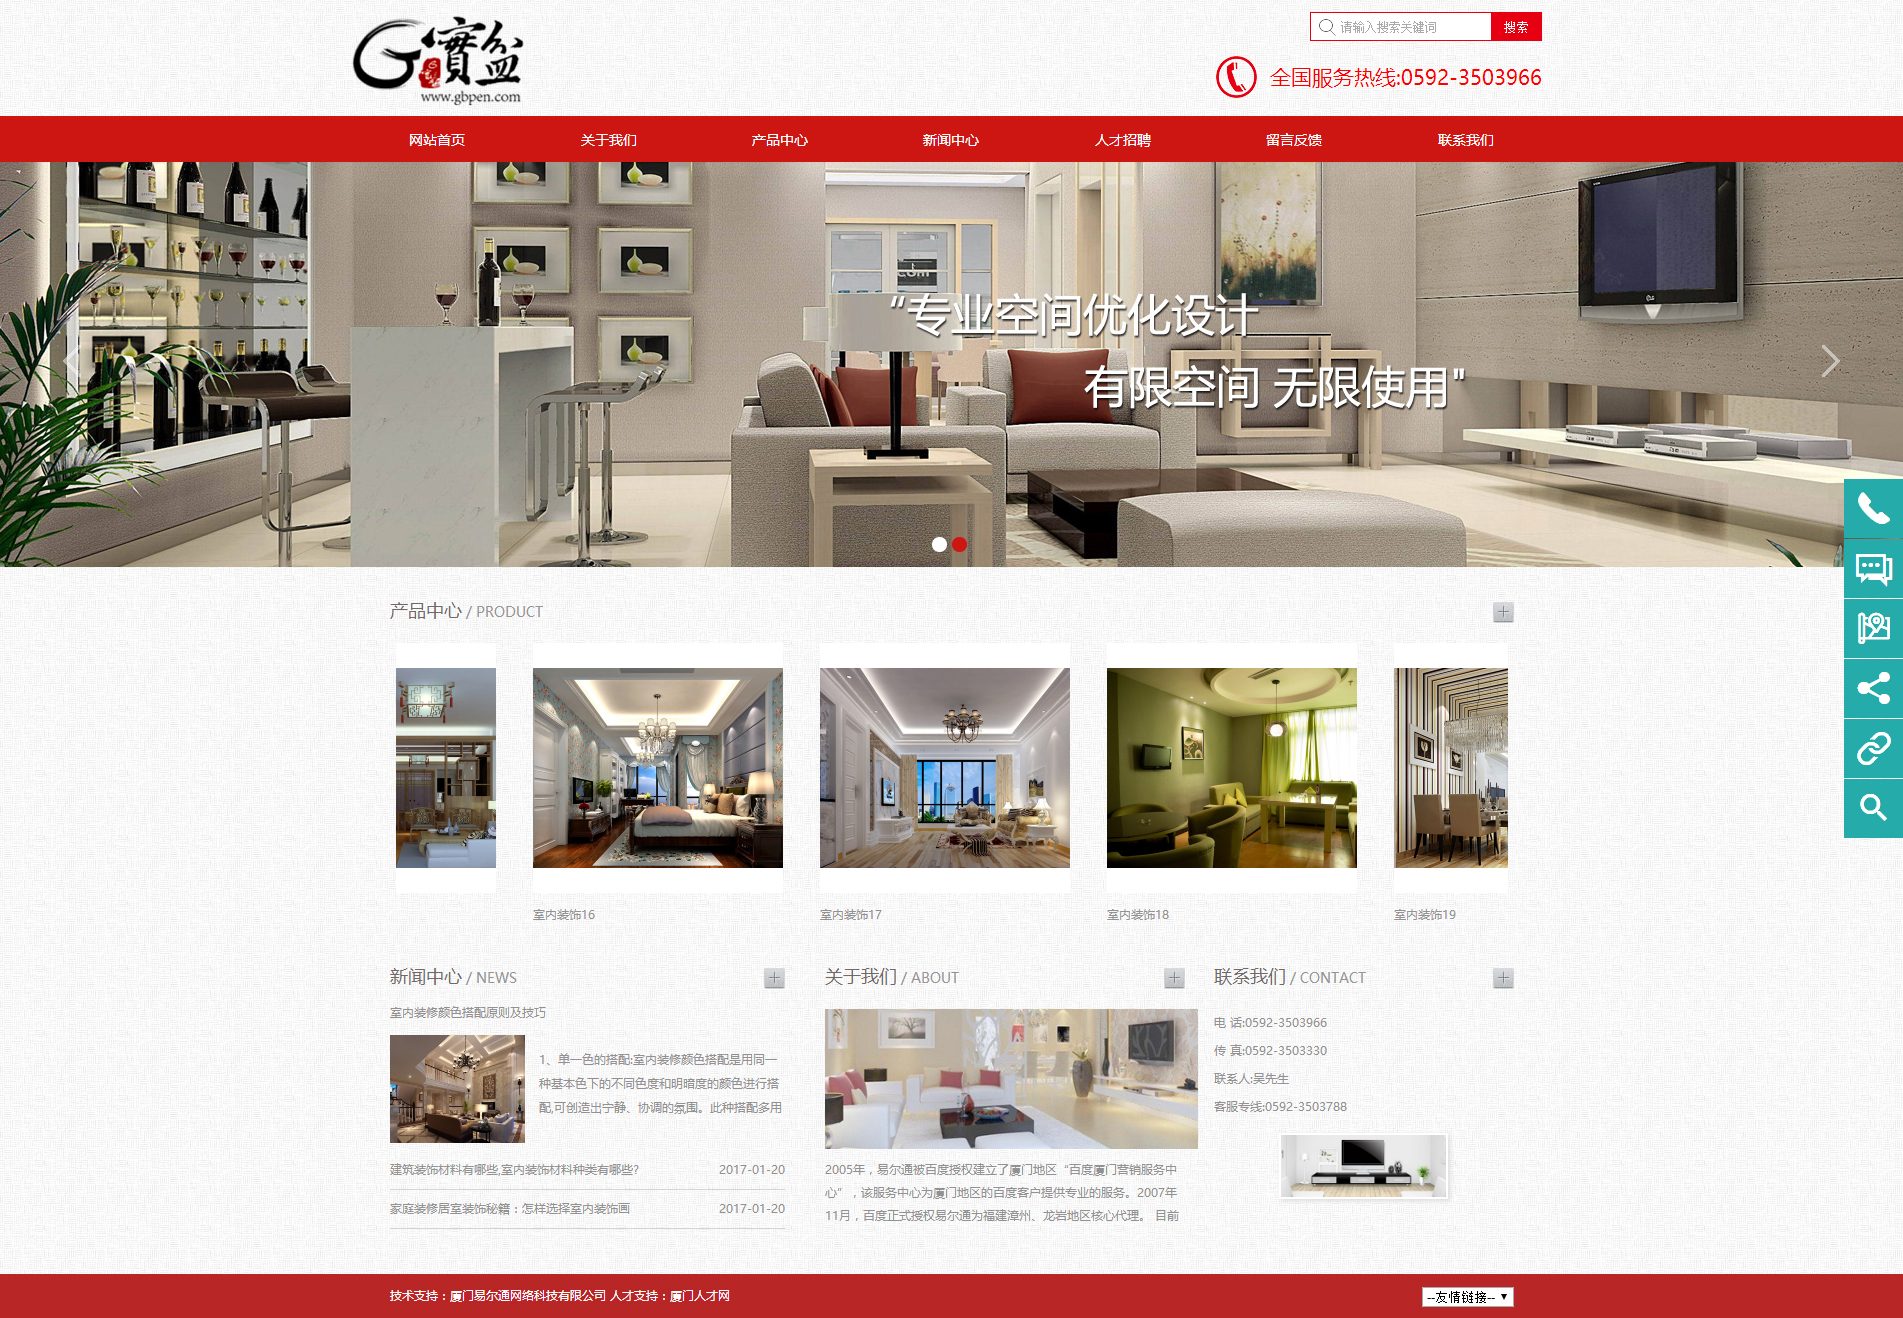 寶盆
www.gbpen.com
请输入搜索关键词 搜索
全国服务热线:0592-3503966
网站首页 关于我们 产品中心 新闻中心 人才招聘 留言反馈 联系我们
“专业空间优化设计
有限空间 无限使用"
产品中心 / PRODUCT
室内装饰16 室内装饰17 室内装饰18 室内装饰19
新闻中心 / NEWS
室内装修颜色搭配原则及技巧
1、单一色的搭配:室内装修颜色搭配是用同一
种基本色下的不同色度和明暗度的颜色进行搭
配,可创造出宁静、协调的氛围。此种搭配多用
建筑装饰材料有哪些,室内装饰材料种类有哪些? 2017-01-20
家庭装修居室装饰秘籍：怎样选择室内装饰画 2017-01-20
关于我们 / ABOUT
2005年，易尔通被百度授权建立了厦门地区“百度厦门营销服务中
心”，该服务中心为厦门地区的百度客户提供专业的服务。2007年
11月，百度正式授权易尔通为福建漳州、龙岩地区核心代理。 目前
联系我们 / CONTACT
电 话:0592-3503966
传 真:0592-3503330
联系人:吴先生
客服专线:0592-3503788
技术支持：厦门易尔通网络科技有限公司 人才支持：厦门人才网
--友情链接--